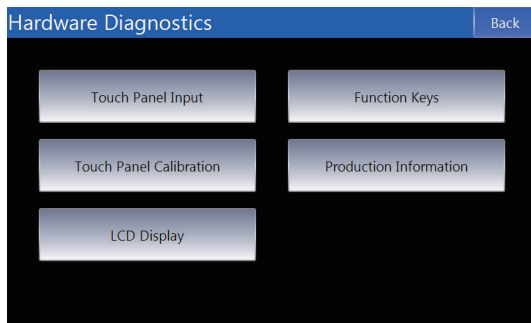 Hardware Diagnostics
Back
Touch Panel Input
Function Keys
Touch Panel Calibration
Production Information
LCD Display